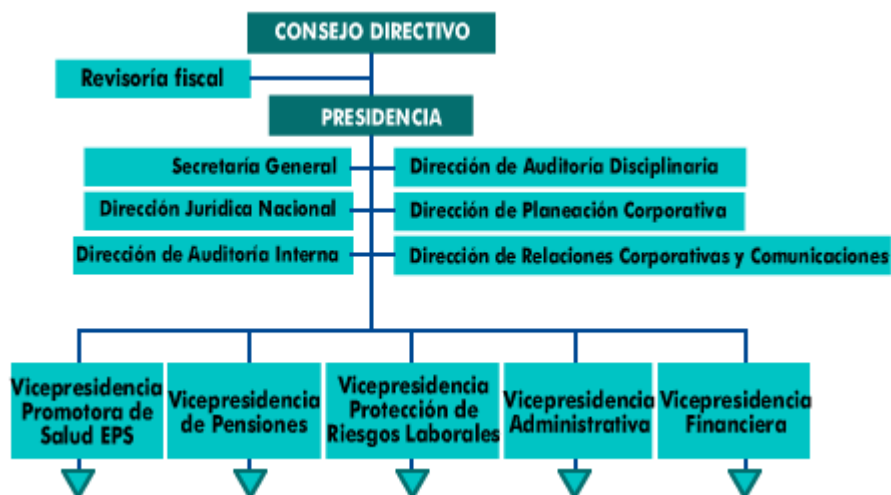 CONSEJO DIRECTIVO
Revisoría fiscal
PRESIDENCIA
Secretaría General
Dirección de Auditoría Disciplinaria
Dirección Jurídica Nacional
Dirección de Planeación Corporativa
Dirección de Auditoría Interna
Dirección de Relaciones Corporativas y Comunicaciones
Vicepresidencia
Promotora de
Salud EPS
Vicepresidencia
de Pensiones
Vicepresidencia
Protección de
Riesgos Laborales
Vicepresidencia
Administrativa
Vicepresidencia
Financiera